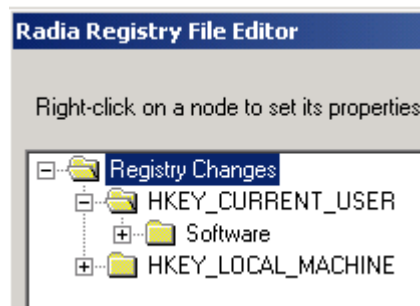 Radia Registry File Editor
Right-click on a node to set its properties
Registry Changes
HKEY_CURRENT_USER
Software
HKEY_LOCAL_MACHINE